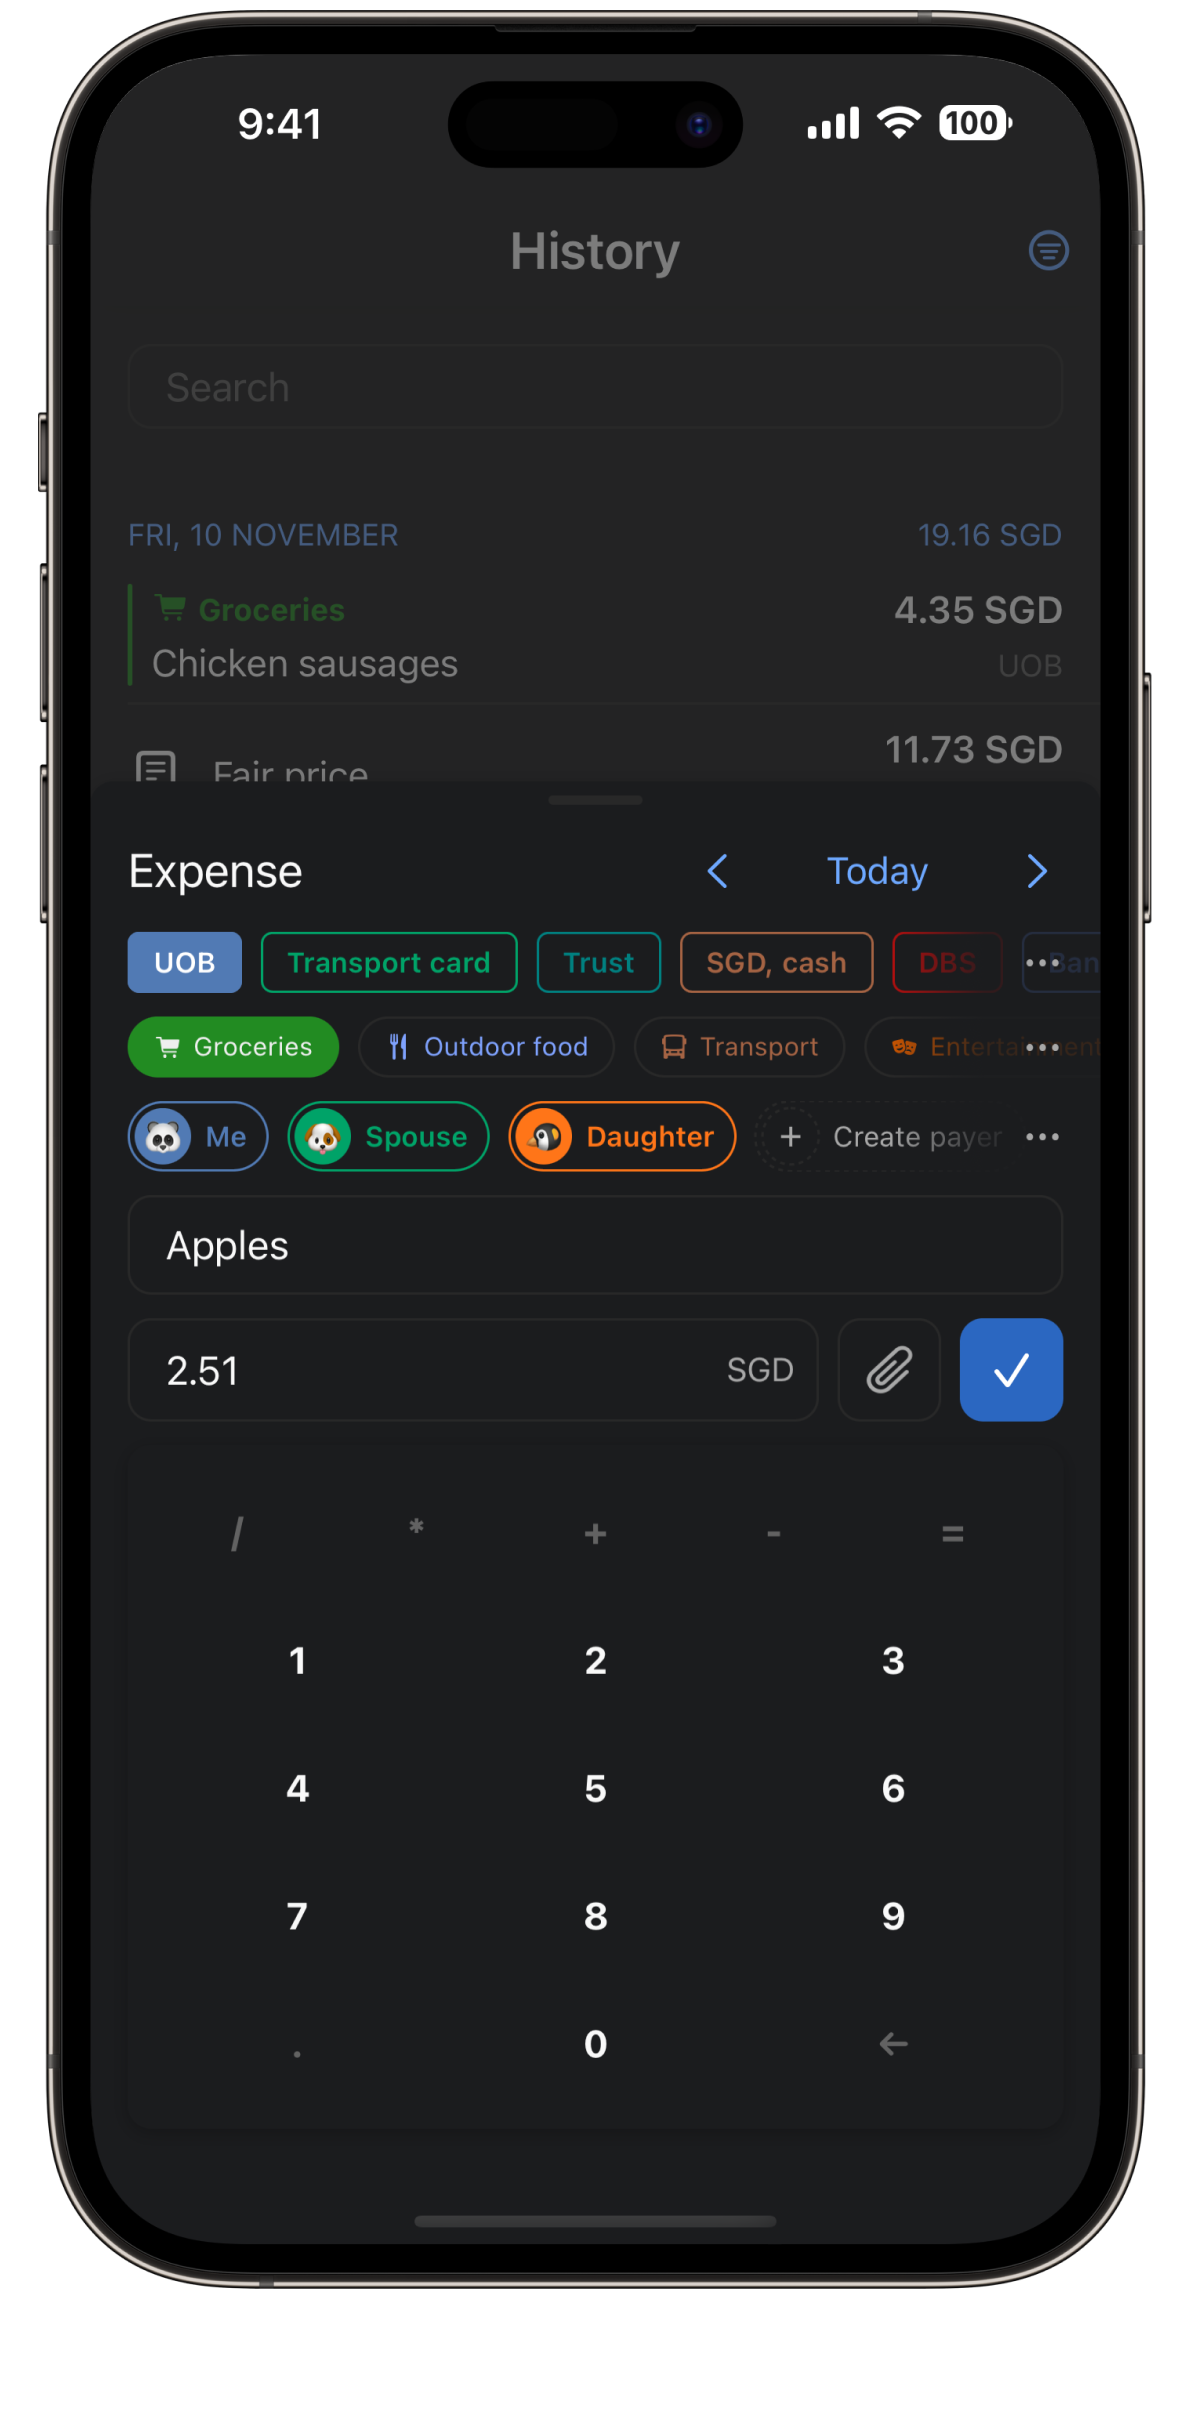 9:41
100
History
Search
FRI, 10 NOVEMBER 19.16 SGD
Groceries 4.35 SGD
Chicken sausages UOB
Fair price 11.73 SGD
Expense Today
UOB Transport card Trust SGD, cash DBS
Groceries Outdoor food Transport Entertainment
Me Spouse Daughter + Create payer
Apples
2.51 SGD
/ * + - =
1 2 3
4 5 6
7 8 9
. 0 ←